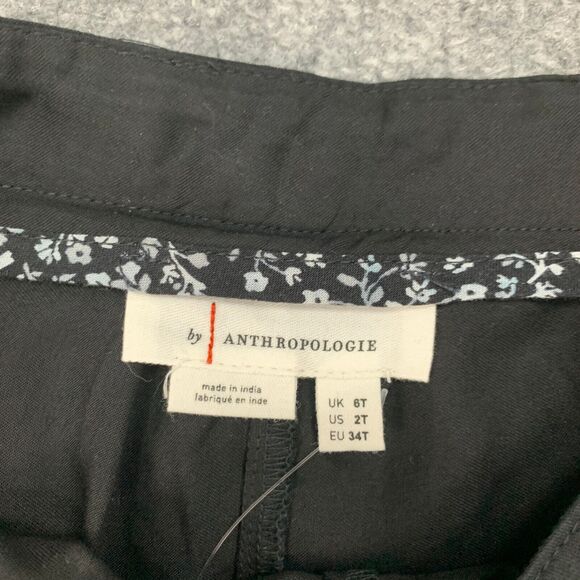 by ANTHROPOLOGIE
made in india
fabriqué en inde
UK 6T
US 2T
EU 34T